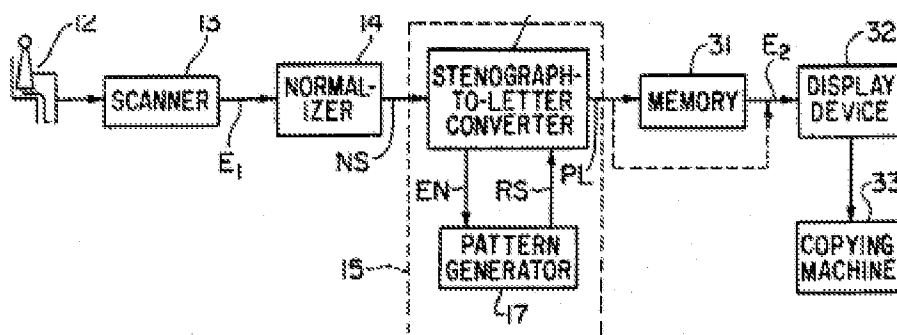 12
13
SCANNER
E1
14
NORMAL-
IZER
NS
STENOGRAPH-
TO-LETTER
CONVERTER
EN
RS
PL
15
PATTERN
GENERATOR
17
31
MEMORY
E2
32
DISPLAY
DEVICE
33
COPYING
MACHINE